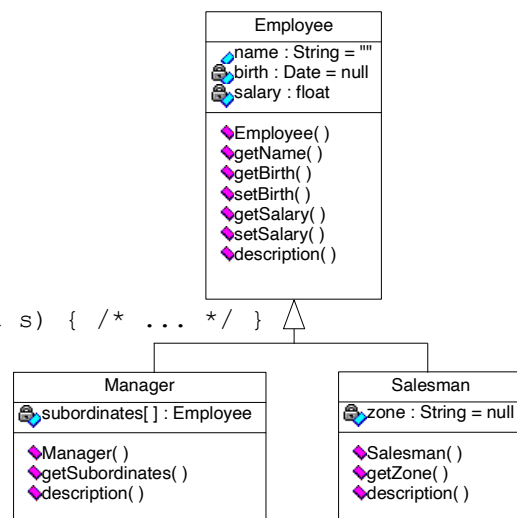 Employee
name : String = ""
birth : Date = null
salary : float
Employee( )
getName( )
getBirth( )
setBirth( )
getSalary( )
setSalary( )
description( )
s) { /* ... */ }
Manager
subordinates[ ] : Employee
Manager( )
getSubordinates( )
description( )
Salesman
zone : String = null
Salesman( )
getZone( )
description( )